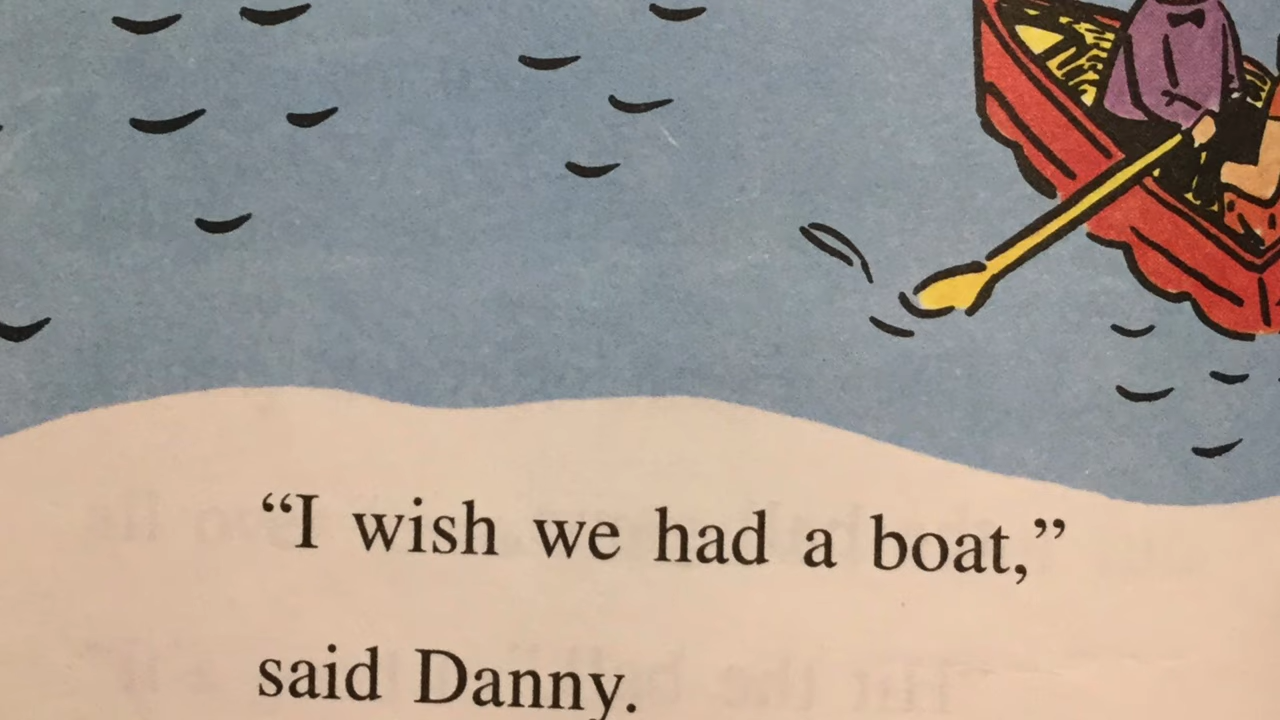 “I wish we had a boat,”
said Danny.